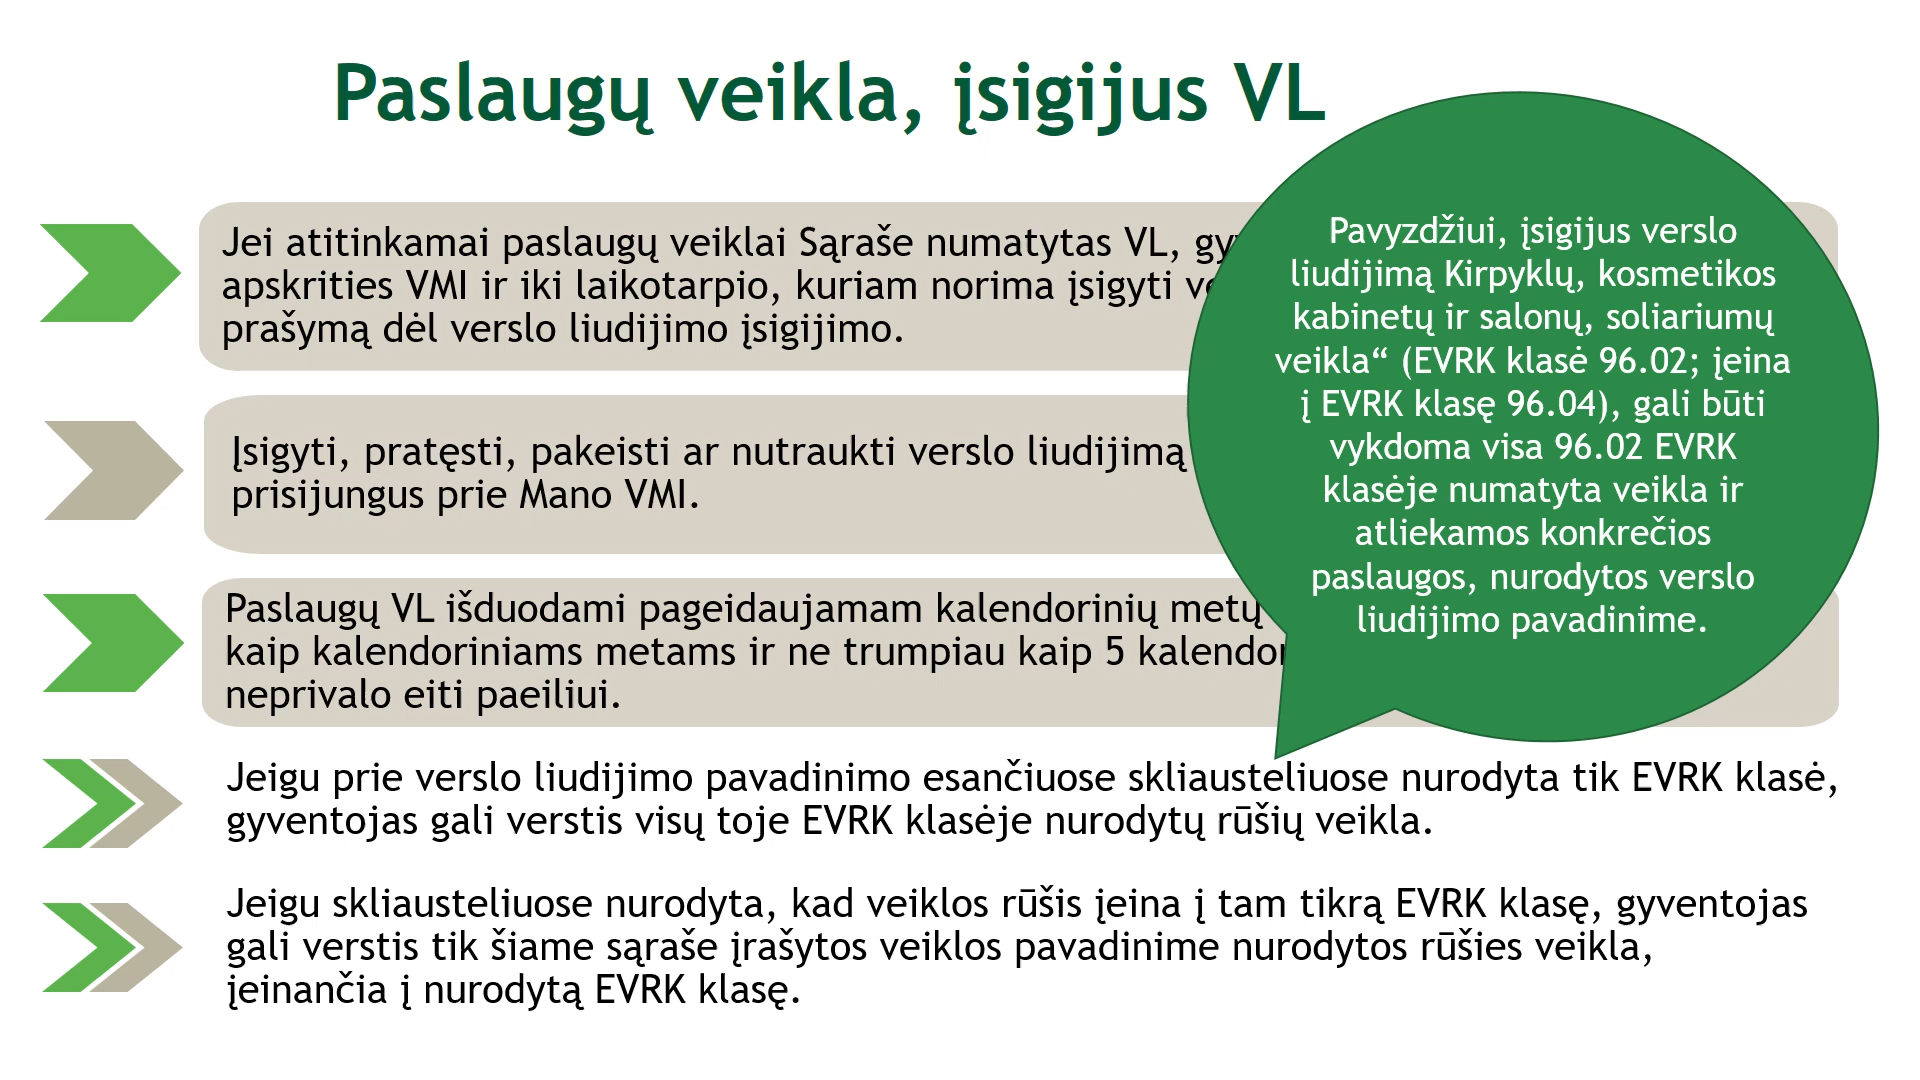 Paslaugų veikla, įsigijus VL
Jei atitinkamai paslaugų veiklai Sąraše numatytas VL,
apskrities VMI ir iki laikotarpio, kuriam norima įsigyti
prašymą dėl verslo liudijimo įsigijimo.
Įsigyti, pratęsti, pakeisti ar nutraukti verslo liudijimą
prisijungus prie Mano VMI.
Paslaugų VL išduodami pageidaujamam kalendorinių metų
kaip kalendoriniams metams ir ne trumpiau kaip 5
neprivalo eiti paeiliui.
Pavyzdžiui, įsigijus verslo
liudijimą Kirpyklų, kosmetikos
kabinetų ir salonų, soliariumų
veikla“ (EVRK klasė 96.02; įeina
į EVRK klasę 96.04), gali būti
vykdoma visa 96.02 EVRK
klasėje numatyta veikla ir
atliekamos konkrečios
paslaugos, nurodytos verslo
liudijimo pavadinime.
Jeigu prie verslo liudijimo pavadinimo esančiuose skliausteliuose nurodyta tik EVRK klasė,
gyventojas gali verstis visų toje EVRK klasėje nurodytų rūšių veikla.
Jeigu skliausteliuose nurodyta, kad veiklos rūšis įeina į tam tikrą EVRK klasę, gyventojas
gali verstis tik šiame sąraše įrašytos veiklos pavadinime nurodytos rūšies veikla,
įeinančia į nurodytą EVRK klasę.